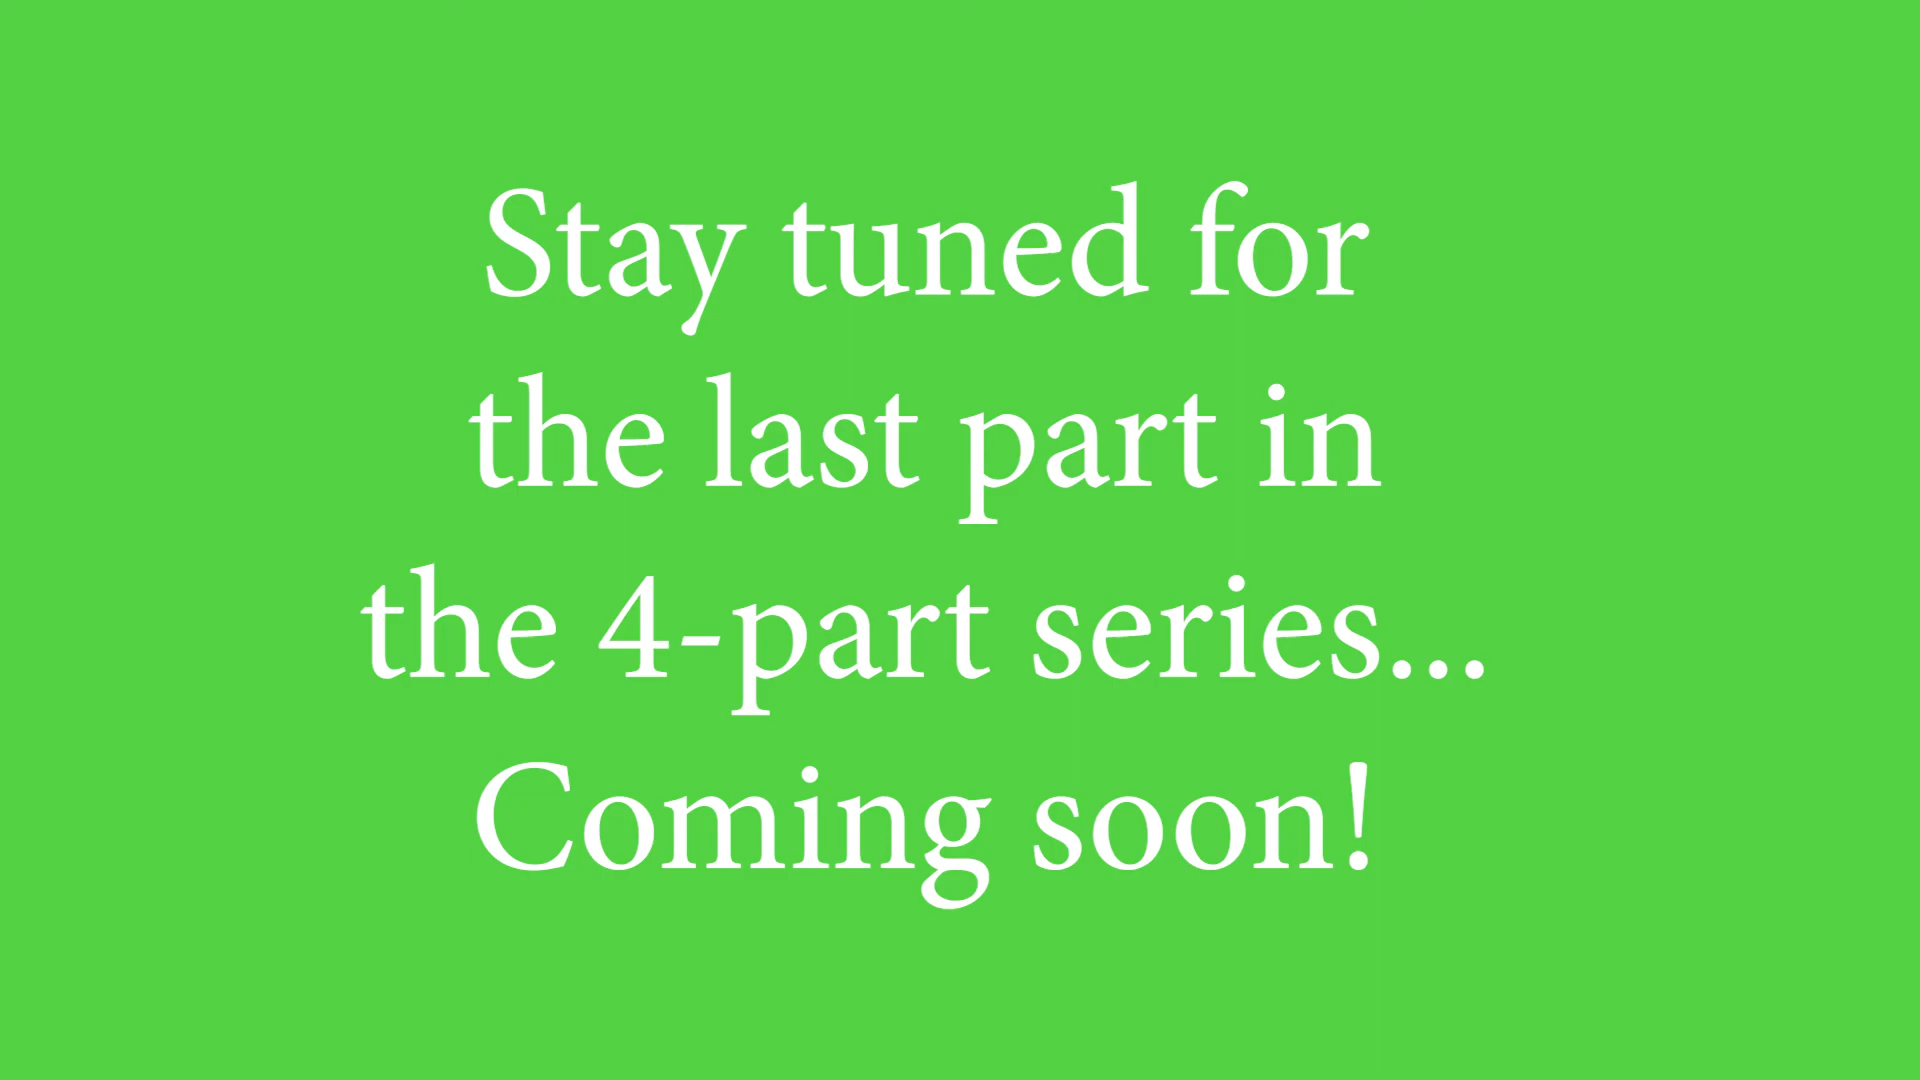 Stay tuned for
the last part in
the 4-part series...
Coming soon!